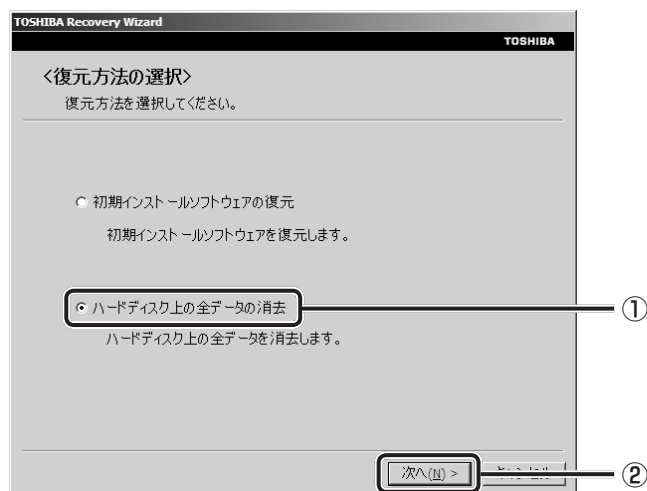 TOSHIBA Recovery Wizard
TOSHIBA
<復元方法の選択>
復元方法を選択してください。
初期インストールソフトウェアの復元
初期インストールソフトウェアを復元します。
ハードディスク上の全データの消去
①
ハードディスク上の全データを消去します。
次へ(N) >
②